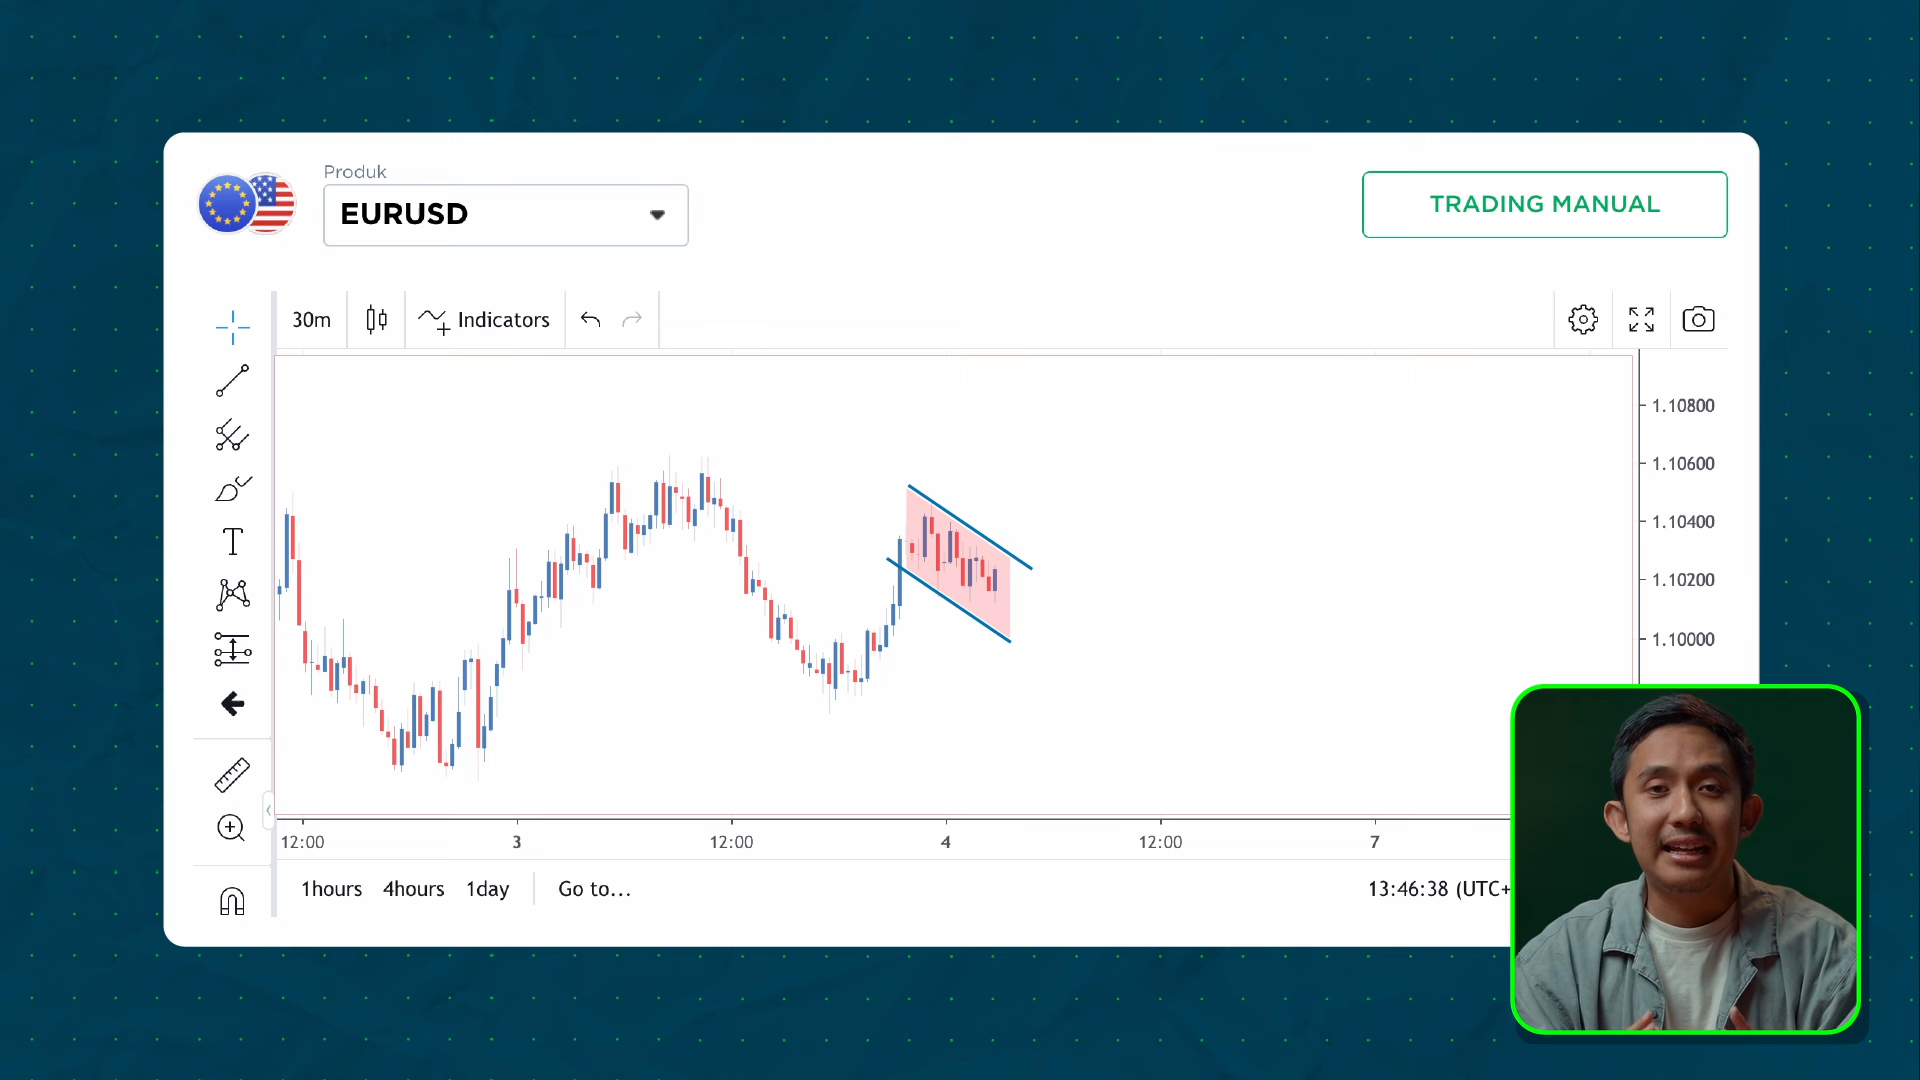 Produk
EURUSD
TRADING MANUAL
30m
Indicators
T
1.10800
1.10600
1.10400
1.10200
1.10000
12:00
3
12:00
4
12:00
7
1hours
4hours
1day
Go to...
13:46:38 (UTC+